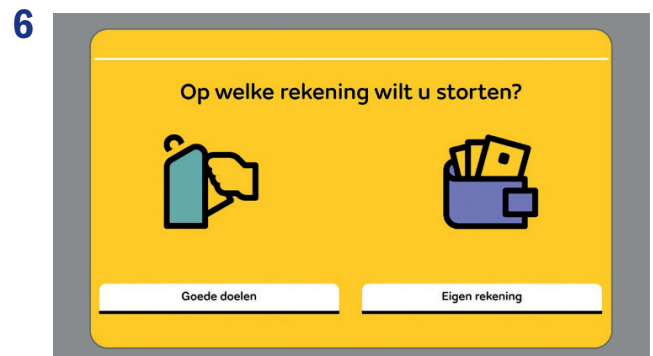 6
Op welke rekening wilt u storten?
Goede doelen
Eigen rekening